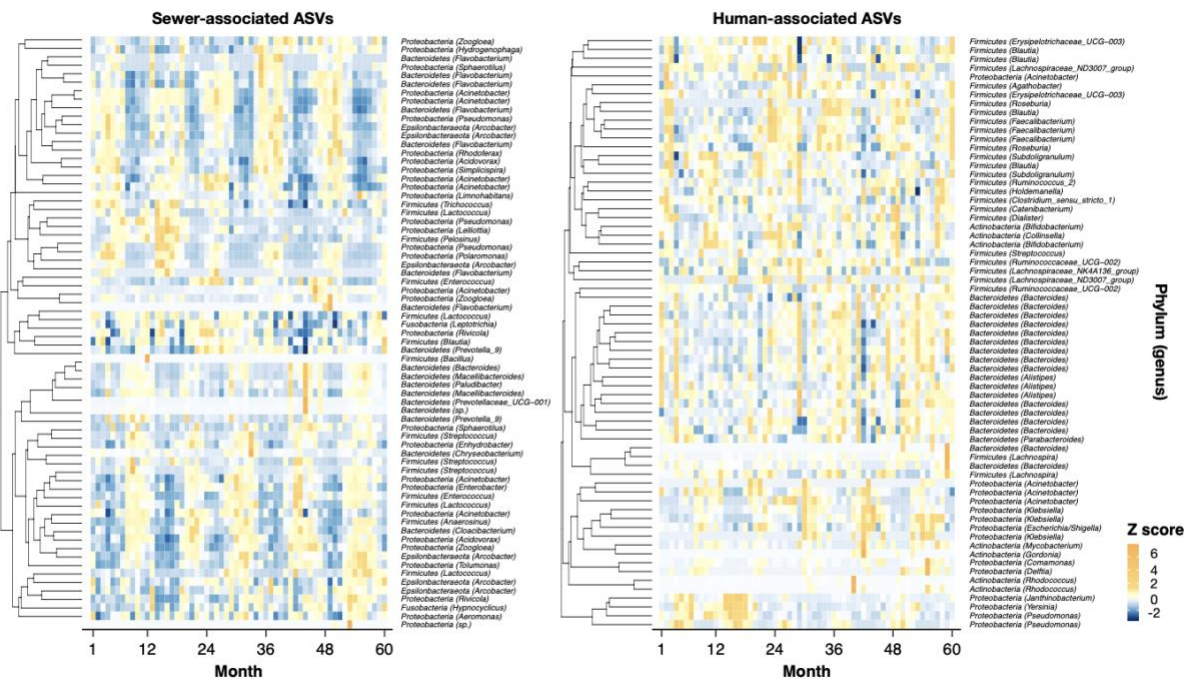 Sewer-associated ASVs
Proteobacteria (Zoogloea)
Proteobacteria (Hydrogenophaga)
Bacteroidetes (Flavobacterium)
Proteobacteria (Sphaerotilus)
Bacteroidetes (Flavobacterium)
Bacteroidetes (Flavobacterium)
Proteobacteria (Acinetobacter)
Proteobacteria (Acinetobacter)
Bacteroidetes (Flavobacterium)
Proteobacteria (Pseudomonas)
Epsilonbacteraeota (Arcobacter)
Epsilonbacteraeota (Arcobacter)
Bacteroidetes (Flavobacterium)
Proteobacteria (Rhodoferax)
Proteobacteria (Acidovorax)
Proteobacteria (Simplicispira)
Proteobacteria (Acinetobacter)
Proteobacteria (Acinetobacter)
Proteobacteria (Limnohabitans)
Firmicutes (Trichococcus)
Firmicutes (Lactococcus)
Proteobacteria (Pseudomonas)
Proteobacteria (Lelliottia)
Firmicutes (Pelosinus)
Proteobacteria (Pseudomonas)
Proteobacteria (Polaromonas)
Epsilonbacteraeota (Arcobacter)
Bacteroidetes (Flavobacterium)
Firmicutes (Enterococcus)
Proteobacteria (Acinetobacter)
Proteobacteria (Zoogloea)
Bacteroidetes (Flavobacterium)
Firmicutes (Lactococcus)
Fusobacteria (Leptotrichia)
Proteobacteria (Rivicola)
Firmicutes (Blautia)
Bacteroidetes (Prevotella_9)
Firmicutes (Bacillus)
Bacteroidetes (Bacteroides)
Bacteroidetes (Macellibacteroides)
Bacteroidetes (Paludibacter)
Bacteroidetes (Macellibacteroides)
Bacteroidetes (Prevotellaceae_UCG-001)
Bacteroidetes (sp.)
Bacteroidetes (Prevotella_9)
Proteobacteria (Sphaerotilus)
Firmicutes (Streptococcus)
Proteobacteria (Enhydrobacter)
Bacteroidetes (Chryseobacterium)
Firmicutes (Streptococcus)
Firmicutes (Streptococcus)
Proteobacteria (Acinetobacter)
Proteobacteria (Enterobacter)
Firmicutes (Enterococcus)
Firmicutes (Lactococcus)
Proteobacteria (Acinetobacter)
Firmicutes (Anaerosinus)
Bacteroidetes (Cloacibacterium)
Proteobacteria (Acidovorax)
Proteobacteria (Zoogloea)
Epsilonbacteraeota (Arcobacter)
Proteobacteria (Tolumonas)
Firmicutes (Lactococcus)
Epsilonbacteraeota (Arcobacter)
Epsilonbacteraeota (Arcobacter)
Proteobacteria (Rivicola)
Fusobacteria (Hypnocyclicus)
Proteobacteria (Aeromonas)
Proteobacteria (sp.)
1 12 24 36 48 60
Month
Human-associated ASVs
Firmicutes (Erysipelotrichaceae_UCG-003)
Firmicutes (Blautia)
Firmicutes (Blautia)
Firmicutes (Lachnospiraceae_ND3007_group)
Proteobacteria (Acinetobacter)
Firmicutes (Agathobacter)
Firmicutes (Erysipelotrichaceae_UCG-003)
Firmicutes (Roseburia)
Firmicutes (Blautia)
Firmicutes (Faecalibacterium)
Firmicutes (Faecalibacterium)
Firmicutes (Faecalibacterium)
Firmicutes (Roseburia)
Firmicutes (Subdoligranulum)
Firmicutes (Blautia)
Firmicutes (Subdoligranulum)
Firmicutes (Ruminococcus_2)
Firmicutes (Holdemanella)
Firmicutes (Clostridium_sensu_stricto_1)
Firmicutes (Catenibacterium)
Firmicutes (Dialister)
Actinobacteria (Bifidobacterium)
Actinobacteria (Collinsella)
Actinobacteria (Bifidobacterium)
Firmicutes (Streptococcus)
Firmicutes (Ruminococcaceae_UCG-002)
Firmicutes (Lachnospiraceae_NK4A136_group)
Firmicutes (Lachnospiraceae_ND3007_group)
Firmicutes (Ruminococcaceae_UCG-002)
Bacteroidetes (Bacteroides)
Bacteroidetes (Bacteroides)
Bacteroidetes (Bacteroides)
Bacteroidetes (Bacteroides)
Bacteroidetes (Bacteroides)
Bacteroidetes (Bacteroides)
Bacteroidetes (Bacteroides)
Bacteroidetes (Bacteroides)
Bacteroidetes (Bacteroides)
Bacteroidetes (Alistipes)
Bacteroidetes (Alistipes)
Bacteroidetes (Alistipes)
Bacteroidetes (Bacteroides)
Bacteroidetes (Bacteroides)
Bacteroidetes (Bacteroides)
Bacteroidetes (Bacteroides)
Bacteroidetes (Parabacteroides)
Bacteroidetes (Bacteroides)
Firmicutes (Lachnospira)
Bacteroidetes (Bacteroides)
Firmicutes (Lachnospira)
Proteobacteria (Acinetobacter)
Proteobacteria (Acinetobacter)
Proteobacteria (Acinetobacter)
Proteobacteria (Klebsiella)
Proteobacteria (Klebsiella)
Proteobacteria (Escherichia/Shigella)
Proteobacteria (Klebsiella)
Actinobacteria (Mycobacterium)
Actinobacteria (Gordonia)
Proteobacteria (Comamonas)
Proteobacteria (Delftia)
Actinobacteria (Rhodococcus)
Actinobacteria (Rhodococcus)
Proteobacteria (Janthinobacterium)
Proteobacteria (Yersinia)
Proteobacteria (Pseudomonas)
Proteobacteria (Pseudomonas)
1 12 24 36 48 60
Month
Phylum (genus)
Z score
6
4
2
0
-2